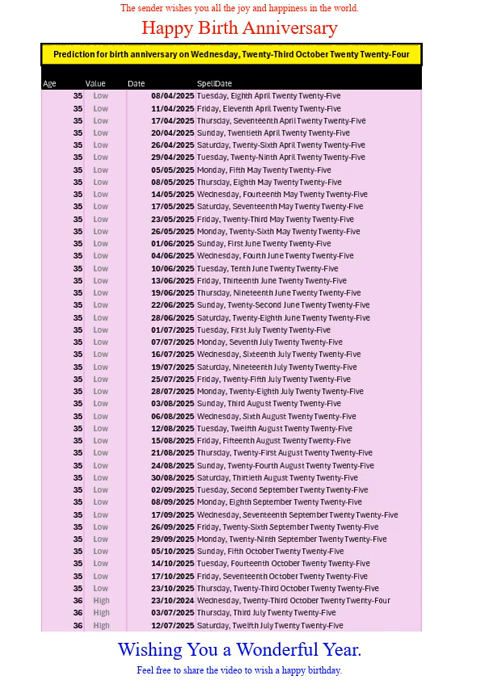 The sender wishes you all the joy and happiness in the world.
Happy Birth Anniversary
Prediction for birth anniversary on Wednesday, Twenty-Third October Twenty Twenty-Four
Age Value Date SpellDate
35 Low 08/04/2025 Tuesday, Eighth April Twenty Twenty-Five
35 Low 11/04/2025 Friday, Eleventh April Twenty Twenty-Five
35 Low 17/04/2025 Thursday, Seventeenth April Twenty Twenty-Five
35 Low 20/04/2025 Sunday, Twentieth April Twenty Twenty-Five
35 Low 26/04/2025 Saturday, Twenty-Sixth April Twenty Twenty-Five
35 Low 29/04/2025 Tuesday, Twenty-Ninth April Twenty Twenty-Five
35 Low 05/05/2025 Monday, Fifth May Twenty Twenty-Five
35 Low 08/05/2025 Thursday, Eighth May Twenty Twenty-Five
35 Low 14/05/2025 Wednesday, Fourteenth May Twenty Twenty-Five
35 Low 17/05/2025 Saturday, Seventeenth May Twenty Twenty-Five
35 Low 23/05/2025 Friday, Twenty-Third May Twenty Twenty-Five
35 Low 26/05/2025 Monday, Twenty-Sixth May Twenty Twenty-Five
35 Low 01/06/2025 Sunday, First June Twenty Twenty-Five
35 Low 04/06/2025 Wednesday, Fourth June Twenty Twenty-Five
35 Low 10/06/2025 Tuesday, Tenth June Twenty Twenty-Five
35 Low 13/06/2025 Friday, Thirteenth June Twenty Twenty-Five
35 Low 19/06/2025 Thursday, Nineteenth June Twenty Twenty-Five
35 Low 22/06/2025 Sunday, Twenty-Second June Twenty Twenty-Five
35 Low 28/06/2025 Saturday, Twenty-Eighth June Twenty Twenty-Five
35 Low 01/07/2025 Tuesday, First July Twenty Twenty-Five
35 Low 07/07/2025 Monday, Seventh July Twenty Twenty-Five
35 Low 16/07/2025 Wednesday, Sixteenth July Twenty Twenty-Five
35 Low 19/07/2025 Saturday, Nineteenth July Twenty Twenty-Five
35 Low 25/07/2025 Friday, Twenty-Fifth July Twenty Twenty-Five
35 Low 28/07/2025 Monday, Twenty-Eighth July Twenty Twenty-Five
35 Low 03/08/2025 Sunday, Third August Twenty Twenty-Five
35 Low 06/08/2025 Wednesday, Sixth August Twenty Twenty-Five
35 Low 12/08/2025 Tuesday, Twelfth August Twenty Twenty-Five
35 Low 15/08/2025 Friday, Fifteenth August Twenty Twenty-Five
35 Low 21/08/2025 Thursday, Twenty-First August Twenty Twenty-Five
35 Low 24/08/2025 Sunday, Twenty-Fourth August Twenty Twenty-Five
35 Low 30/08/2025 Saturday, Thirtieth August Twenty Twenty-Five
35 Low 02/09/2025 Tuesday, Second September Twenty Twenty-Five
35 Low 08/09/2025 Monday, Eighth September Twenty Twenty-Five
35 Low 17/09/2025 Wednesday, Seventeenth September Twenty Twenty-Five
35 Low 26/09/2025 Friday, Twenty-Sixth September Twenty Twenty-Five
35 Low 29/09/2025 Monday, Twenty-Ninth September Twenty Twenty-Five
35 Low 05/10/2025 Sunday, Fifth October Twenty Twenty-Five
35 Low 14/10/2025 Tuesday, Fourteenth October Twenty Twenty-Five
35 Low 17/10/2025 Friday, Seventeenth October Twenty Twenty-Five
35 Low 23/10/2025 Thursday, Twenty-Third October Twenty Twenty-Five
36 High 23/10/2024 Wednesday, Twenty-Third October Twenty Twenty-Four
36 High 03/07/2025 Thursday, Third July Twenty Twenty-Five
36 High 12/07/2025 Saturday, Twelfth July Twenty Twenty-Five
Wishing You a Wonderful Year.
Feel free to share the video to wish a happy birthday.